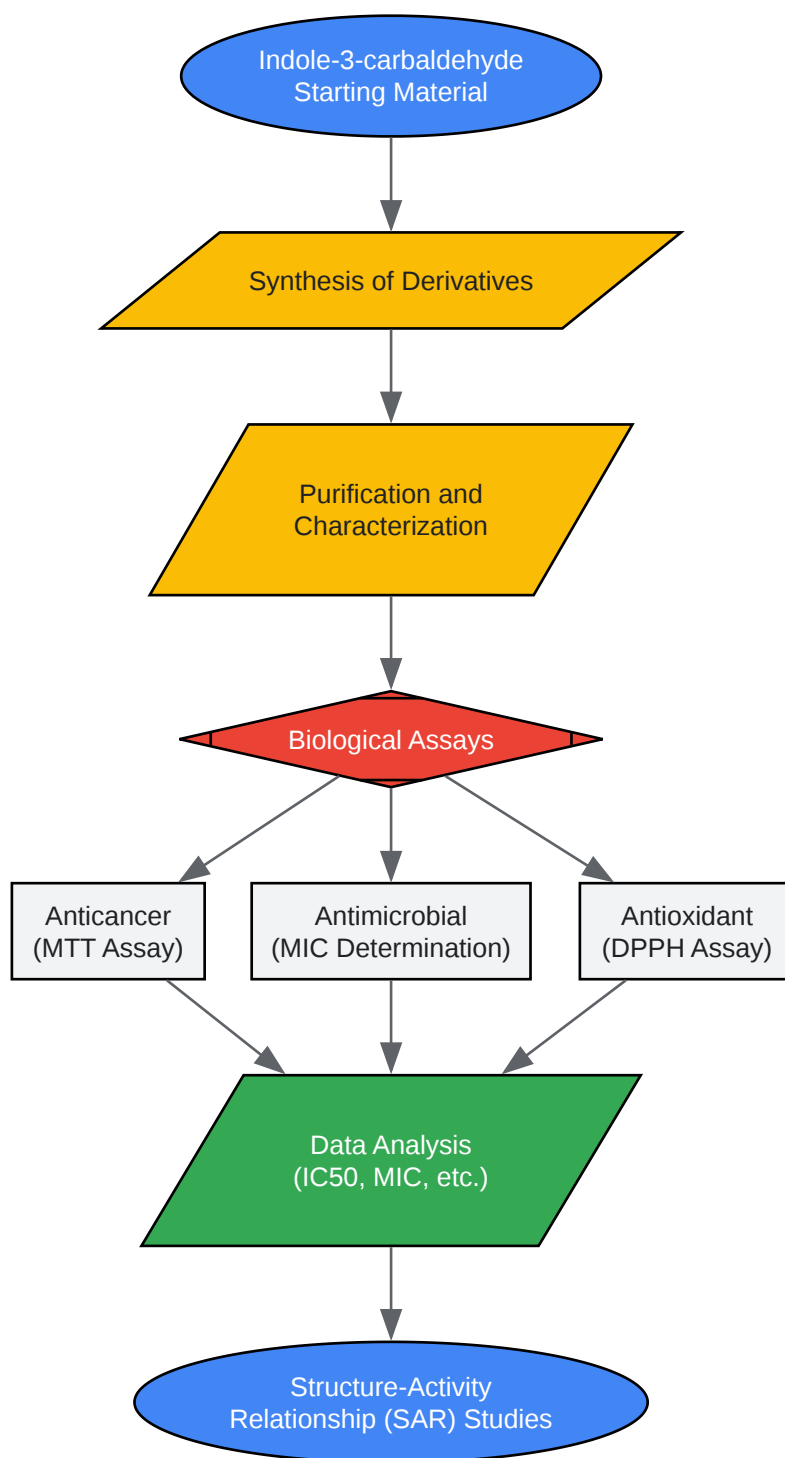 Indole-3-carbaldehyde
Starting Material
Synthesis of Derivatives
Purification and
Characterization
Biological Assays
Anticancer
(MTT Assay)
Antimicrobial
(MIC Determination)
Antioxidant
(DPPH Assay)
Data Analysis
(IC50, MIC, etc.)
Structure-Activity
Relationship (SAR) Studies